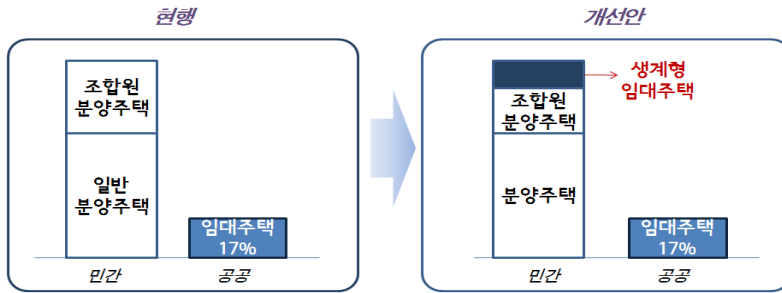 현행
조합원
분양주택
일반
분양주택
임대주택
17%
민간
공공
개선안
생계형
임대주택
조합원
분양주택
분양주택
임대주택
17%
민간
공공